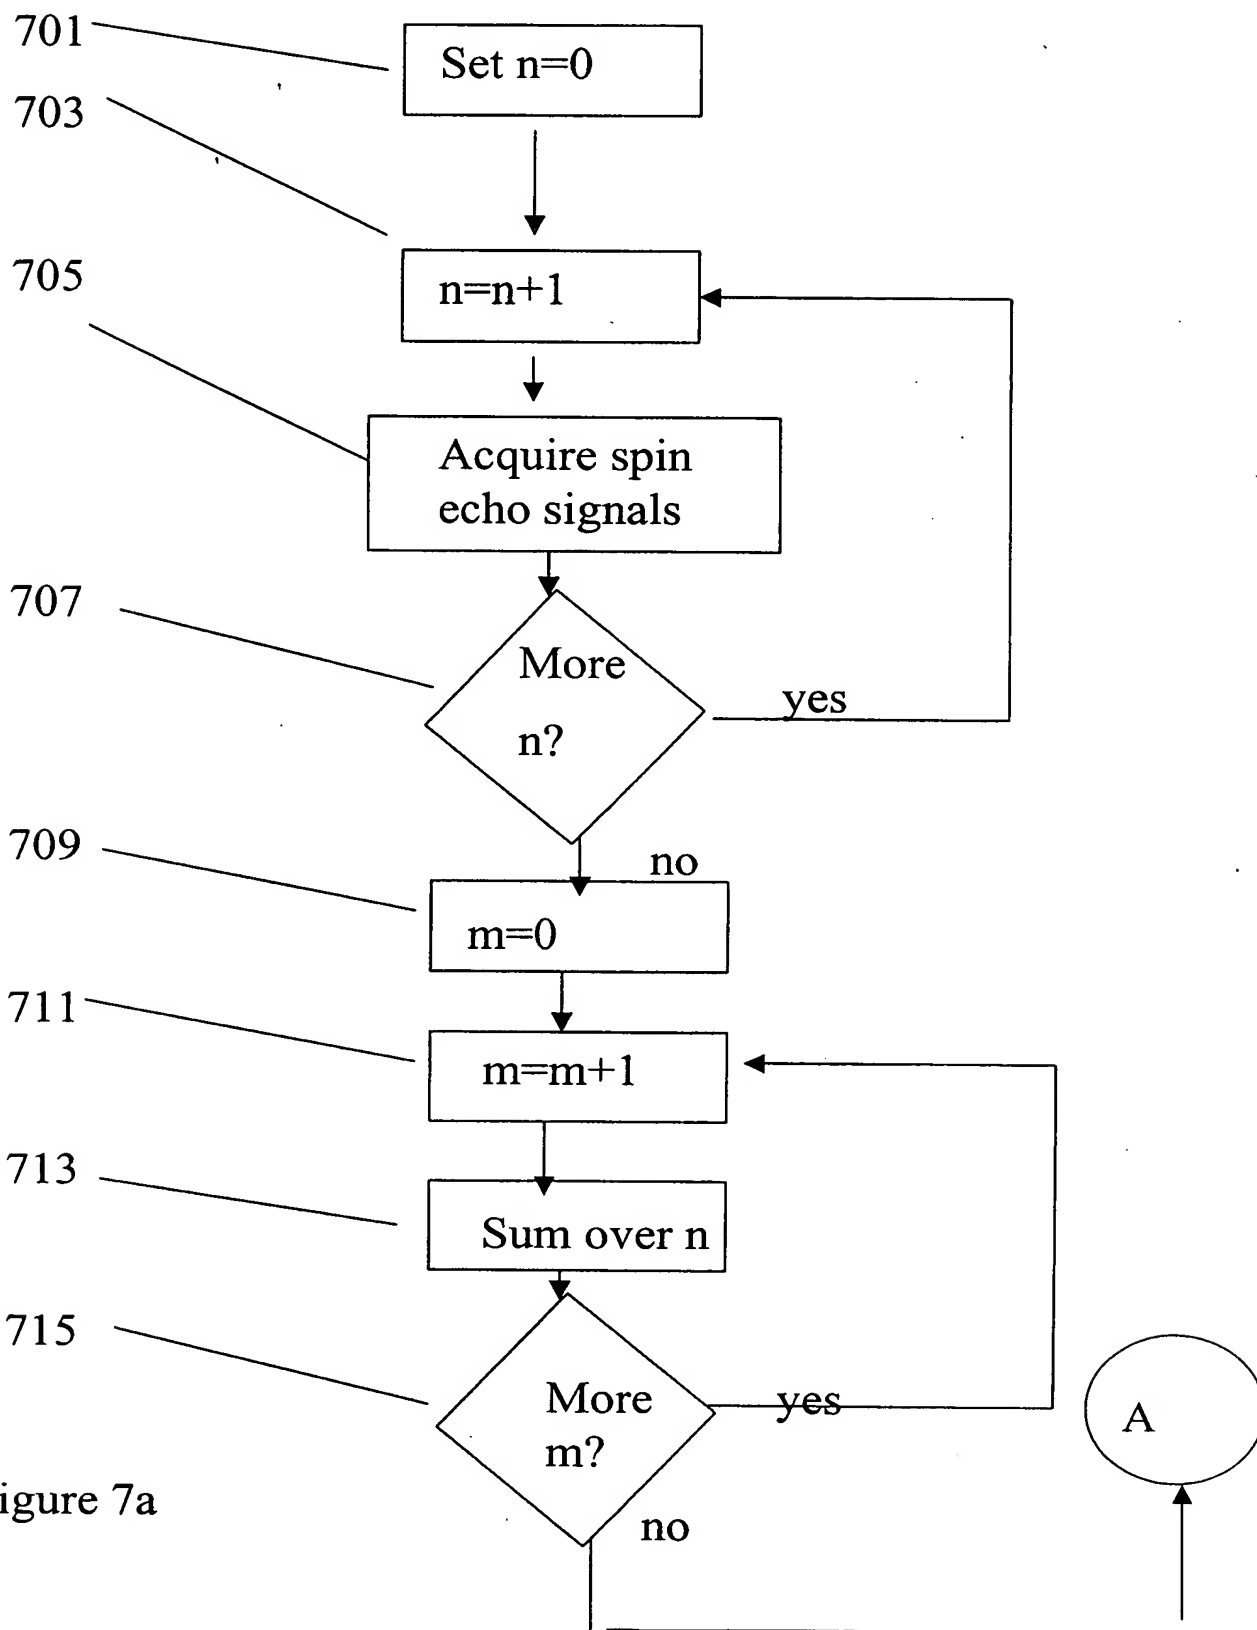 701
Set n=0
703
n=n+1
705
Acquire spin
echo signals
707
More
n?
yes
no
709
m=0
711
m=m+1
713
Sum over n
715
More
m?
yes
A
igure 7a
no